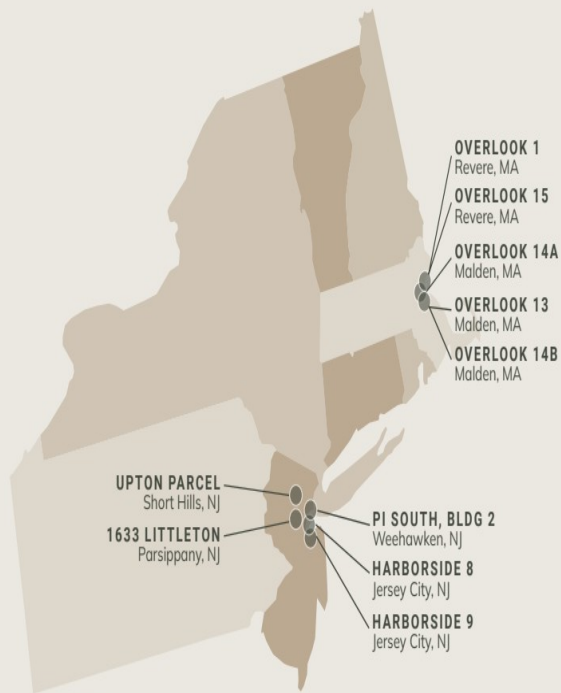 OVERLOOK 1
Revere, MA
OVERLOOK 15
Revere, MA
OVERLOOK 14A
Malden, MA
OVERLOOK 13
Malden, MA
OVERLOOK 14B
Malden, MA
UPTON PARCEL
Short Hills, NJ
1633 LITTLETON
Parsippany, NJ
PI SOUTH, BLDG 2
Weehawken, NJ
HARBORSIDE 8
Jersey City, NJ
HARBORSIDE 9
Jersey City, NJ